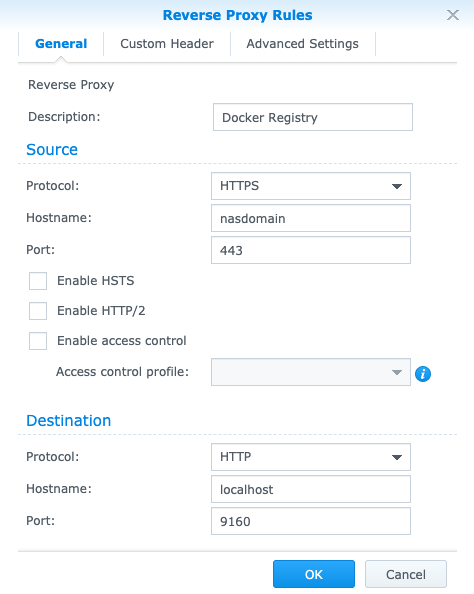 Reverse Proxy Rules
General Custom Header Advanced Settings
Reverse Proxy
Description: Docker Registry
Source
Protocol: HTTPS
Hostname: nasdomain
Port: 443
Enable HSTS
Enable HTTP/2
Enable access control
Access control profile:
Destination
Protocol: HTTP
Hostname: localhost
Port: 9160
OK Cancel